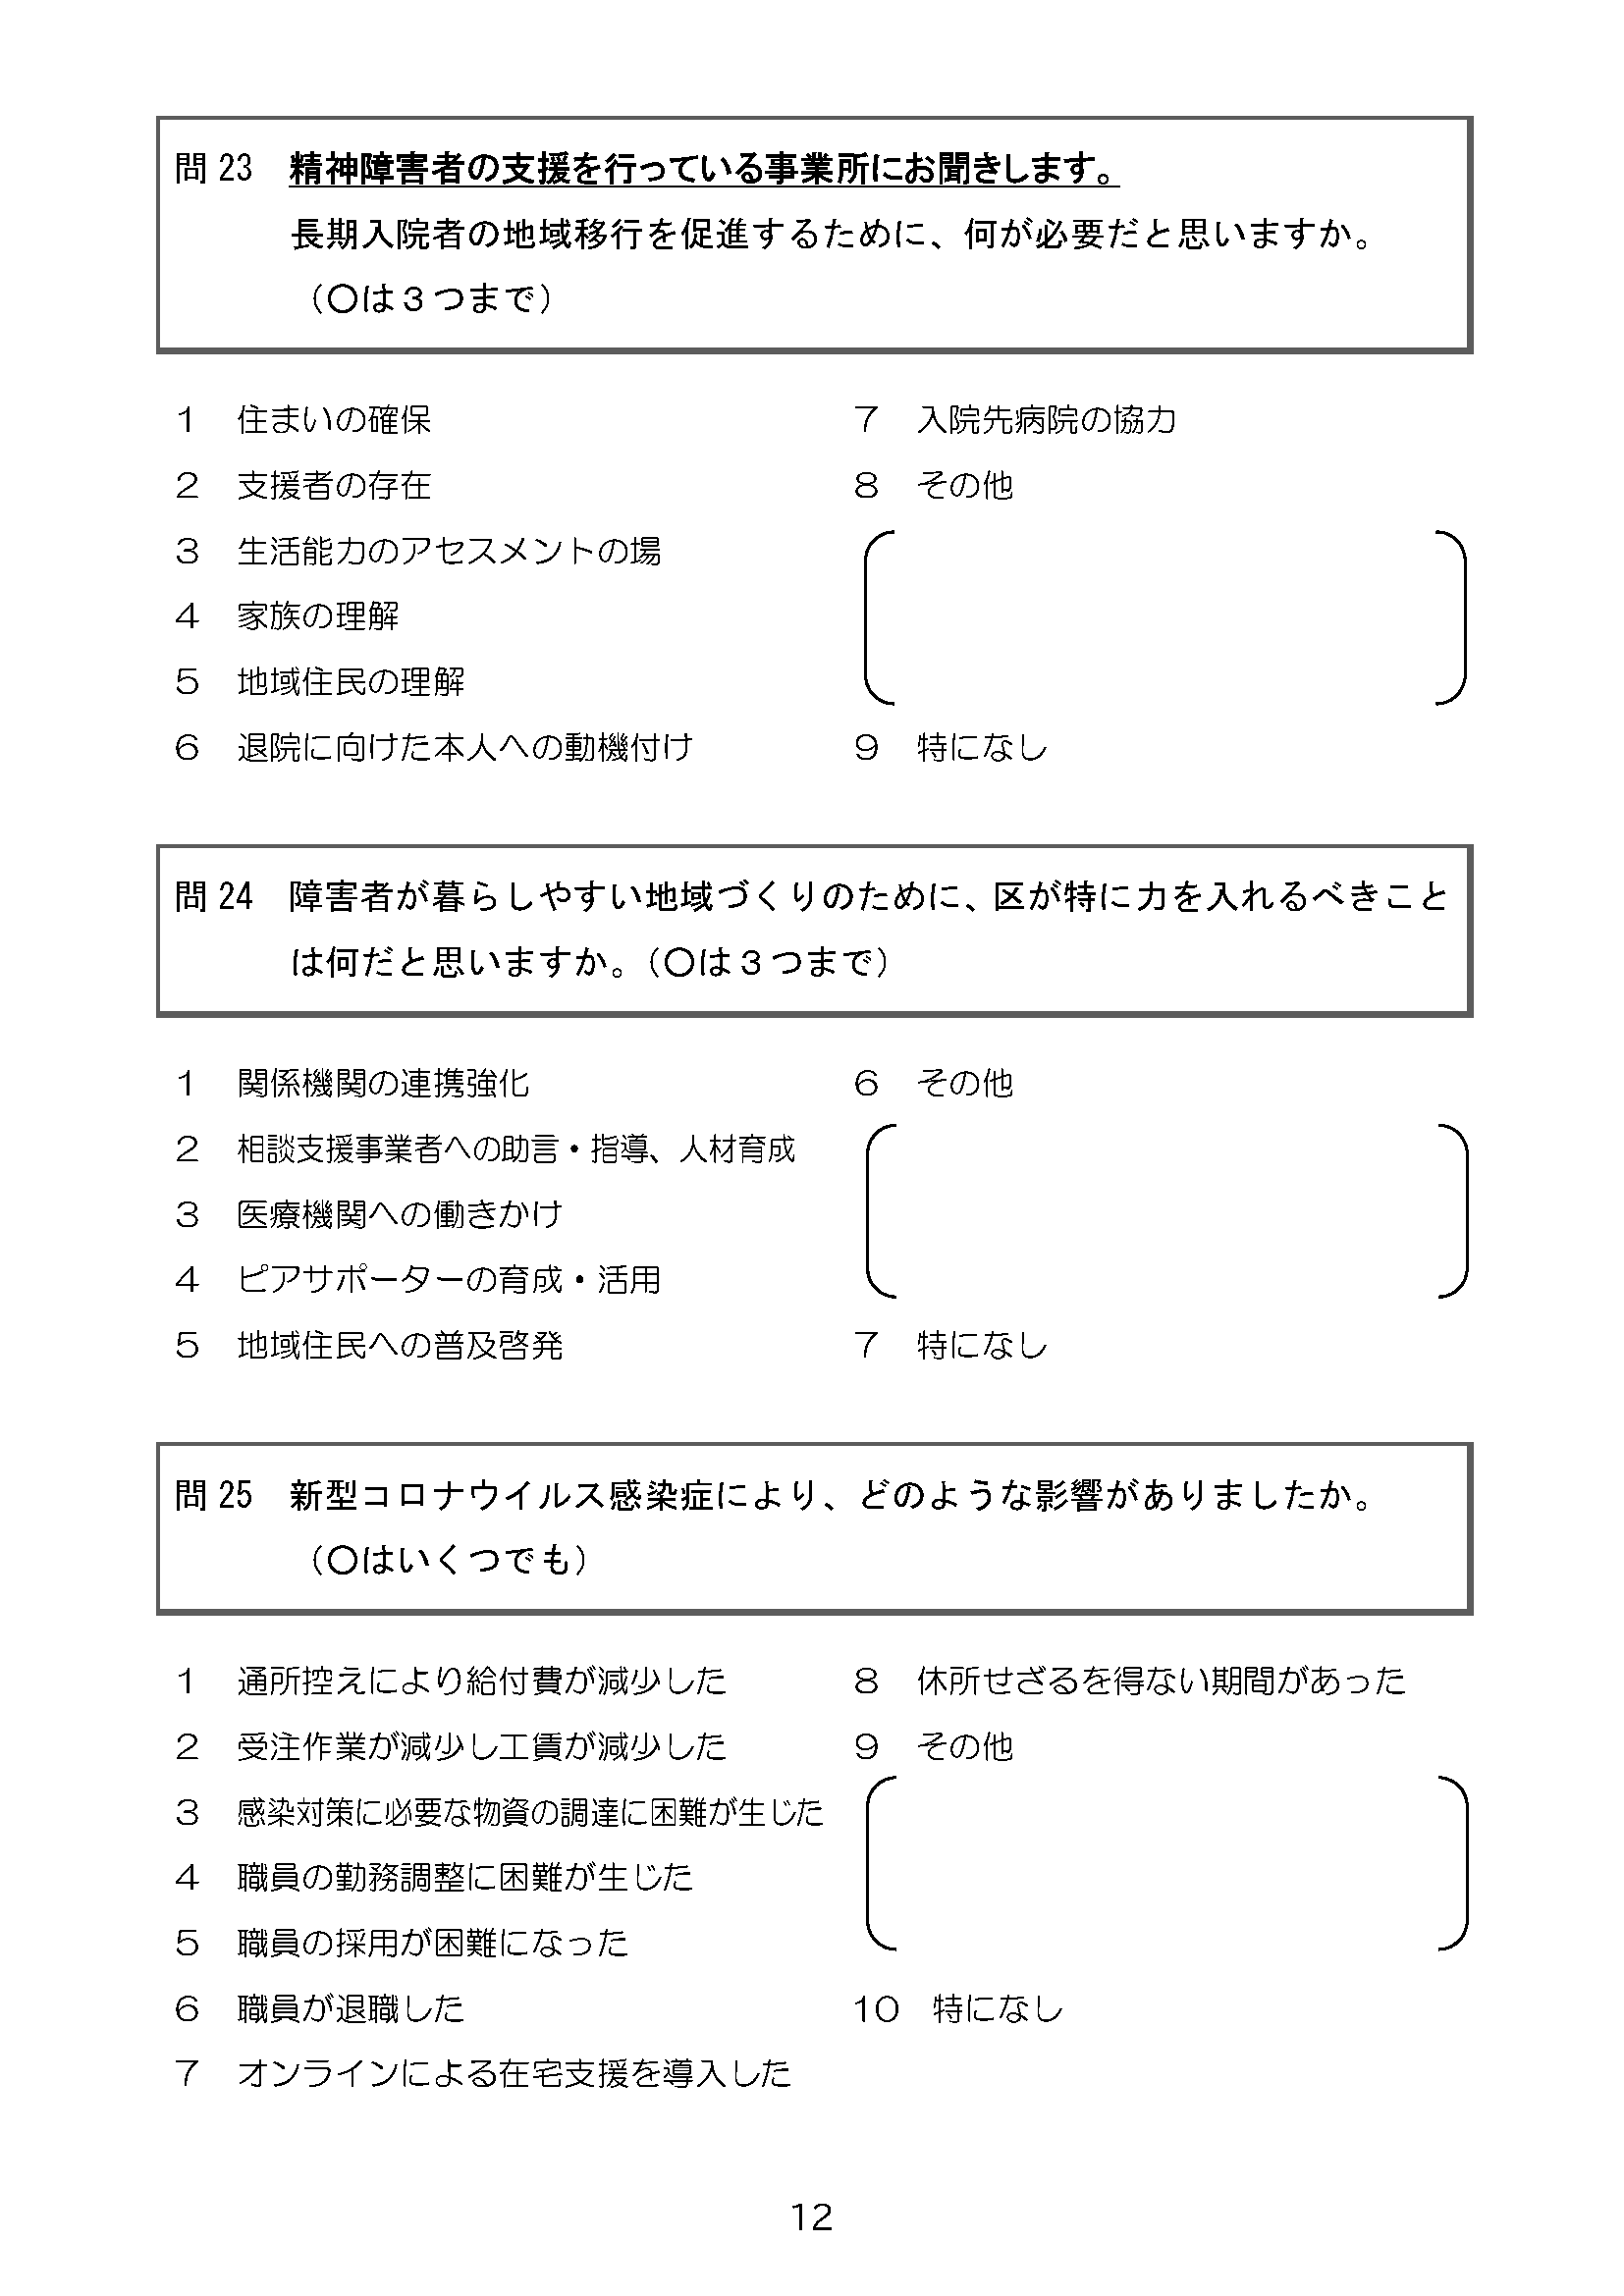 問23　精神障害者の支援を行っている事業所にお聞きします。
長期入院者の地域移行を促進するために、何が必要だと思いますか。
（〇は３つまで）
１　住まいの確保
２　支援者の存在
３　生活能力のアセスメントの場
４　家族の理解
５　地域住民の理解
６　退院に向けた本人への動機付け
７　入院先病院の協力
８　その他
９　特になし
問24　障害者が暮らしやすい地域づくりのために、区が特に力を入れるべきこと
は何だと思いますか。（〇は３つまで）
１　関係機関の連携強化
２　相談支援事業者への助言・指導、人材育成
３　医療機関への働きかけ
４　ピアサポーターの育成・活用
５　地域住民への普及啓発
６　その他
７　特になし
問25　新型コロナウイルス感染症により、どのような影響がありましたか。
（〇はいくつでも）
１　通所控えにより給付費が減少した
２　受注作業が減少し工賃が減少した
３　感染対策に必要な物資の調達に困難が生じた
４　職員の勤務調整に困難が生じた
５　職員の採用が困難になった
６　職員が退職した
７　オンラインによる在宅支援を導入した
８　休所せざるを得ない期間があった
９　その他
10　特になし
12